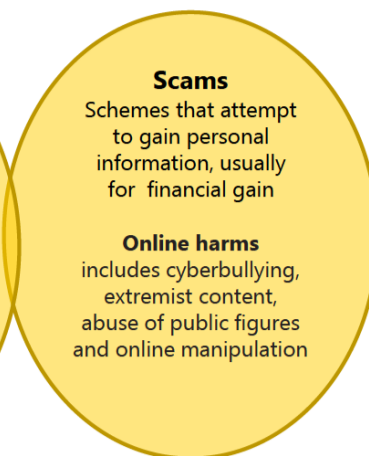 Scams
Schemes that attempt
to gain personal
information, usually
for  financial gain
Online harms
includes cyberbullying,
extremist content,
abuse of public figures
and online manipulation